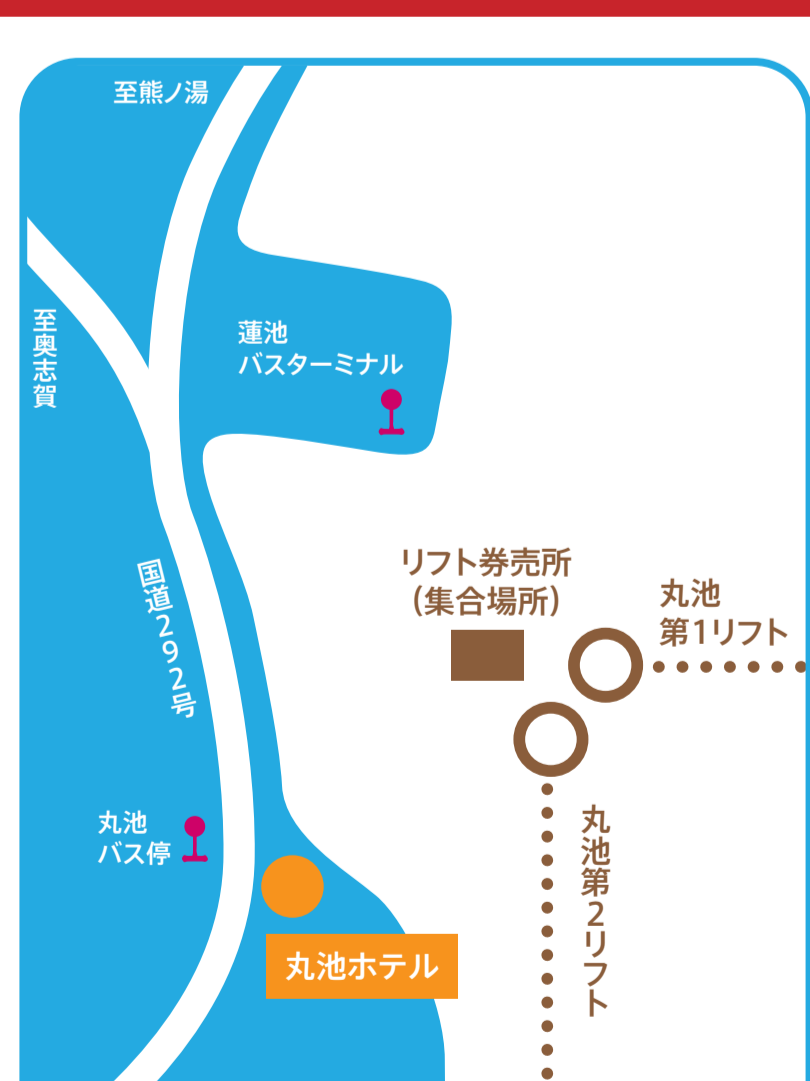 至熊ノ湯
至奥志賀
蓮池
バスターミナル
国道292号
リフト券売所
(集合場所)
丸池
第1リフト
丸池
バス停
丸池第2リフト
丸池ホテル